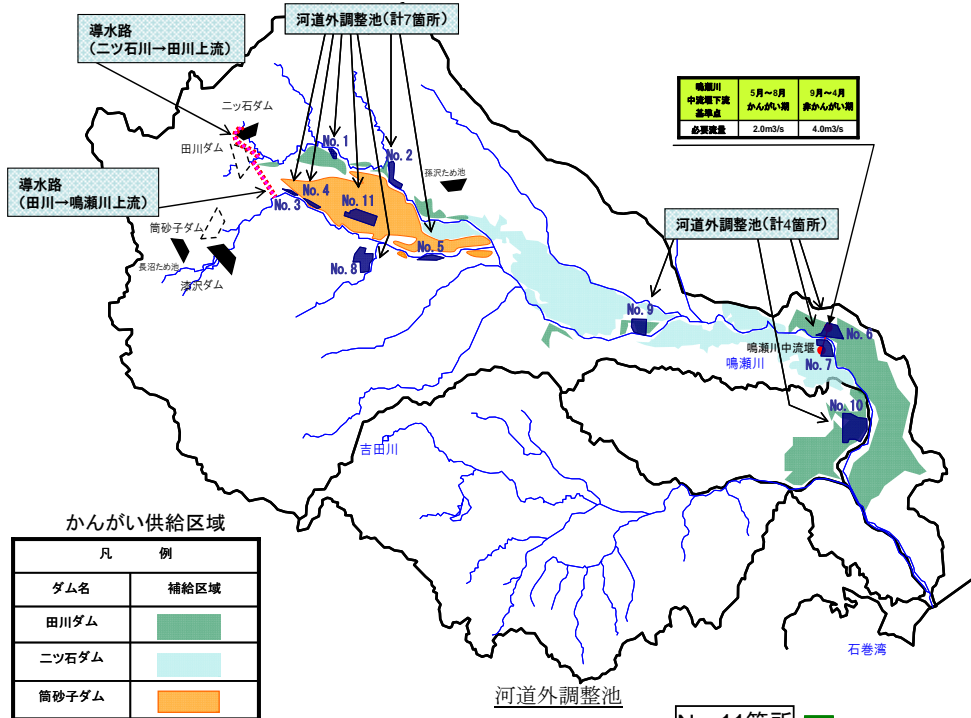 導水路
(二ツ石川→田川上流)
河道外調整池(計7箇所)
鳴瀬川
中流堰下流
基準点
5月～8月
かんがい期
9月～4月
非かんがい期
必要流量
2.0m3/s
4.0m3/s
二ッ石ダム
田川ダム
No.1
No.2
孫沢ため池
導水路
(田川→鳴瀬川上流)
No.3
No.4
No.11
筒砂子ダム
長沼ため池
漆沢ダム
No.8
No.5
河道外調整池(計4箇所)
No.9
No.6
鳴瀬川中流堰
鳴瀬川
No.7
No.10
吉田川
かんがい供給区域
凡 例
ダム名
補給区域
田川ダム
二ツ石ダム
筒砂子ダム
石巻湾
河道外調整池